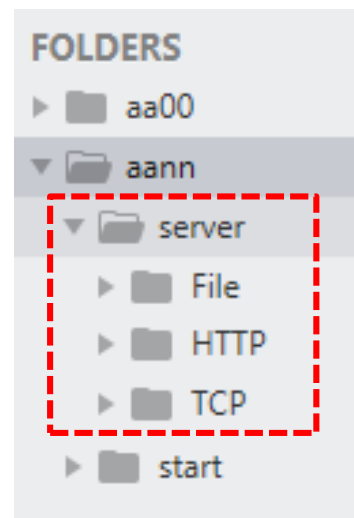 FOLDERS
aa00
aann
server
File
HTTP
TCP
start